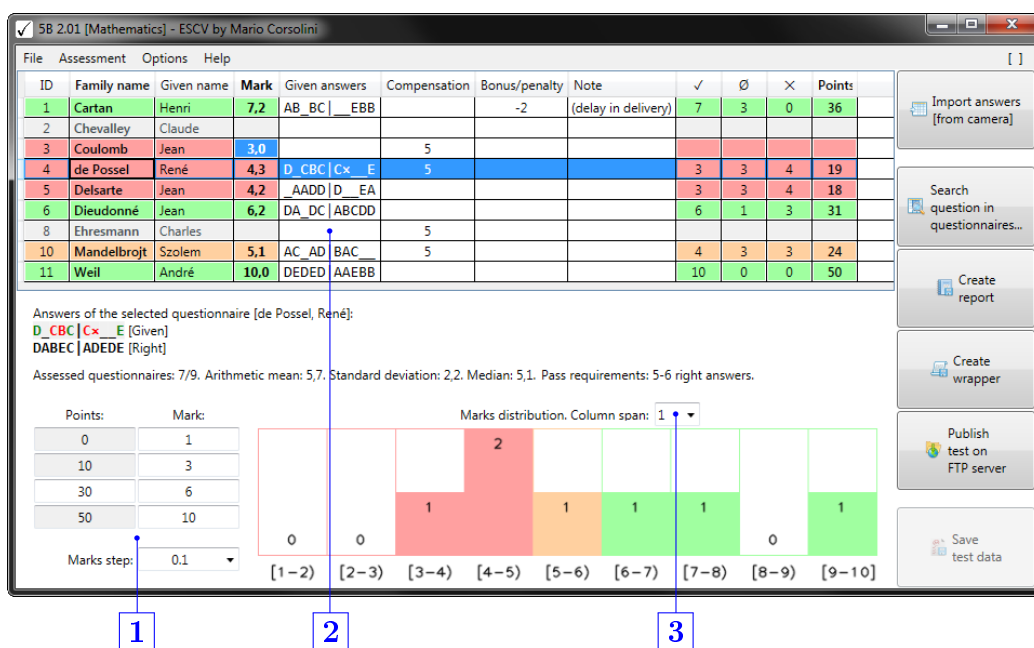 5B 2.01 [Mathematics] - ESCV by Mario Corsolini
File Assessment Options Help [ ]
ID Family name Given name Mark Given answers Compensation Bonus/penalty Note ✓ Ø × Points
1 Cartan Henri 7,2 AB_BC|__EBB -2 (delay in delivery) 7 3 0 36
2 Chevalley Claude
3 Coulomb Jean 3,0 5
4 de Possel René 4,3 D_CBC|C×__E 5 3 3 4 19
5 Delsarte Jean 4,2 _AADD|D__EA 3 3 4 18
6 Dieudonné Jean 6,2 DA_DC|ABCDD 6 1 3 31
8 Ehresmann Charles 5
10 Mandelbrojt Szolem 5,1 AC_AD|BAC__ 5 4 3 3 24
11 Weil André 10,0 DEDED|AAEBB 10 0 0 50
Import answers
[from camera]
Search
question in
questionnaires...
Create
report
Create
wrapper
Publish
test on
FTP server
Save
test data
Answers of the selected questionnaire [de Possel, René]:
D_CBC|C×__E [Given]
DABEC|ADEDE [Right]
Assessed questionnaires: 7/9. Arithmetic mean: 5,7. Standard deviation: 2,2. Median: 5,1. Pass requirements: 5-6 right answers.
Points: Mark:
0 1
10 3
30 6
50 10
Marks step: 0.1
Marks distribution. Column span: 1
0 0 1 2 1 1 1 0 1
[1-2) [2-3) [3-4) [4-5) [5-6) [6-7) [7-8) [8-9) [9-10]
1 2 3